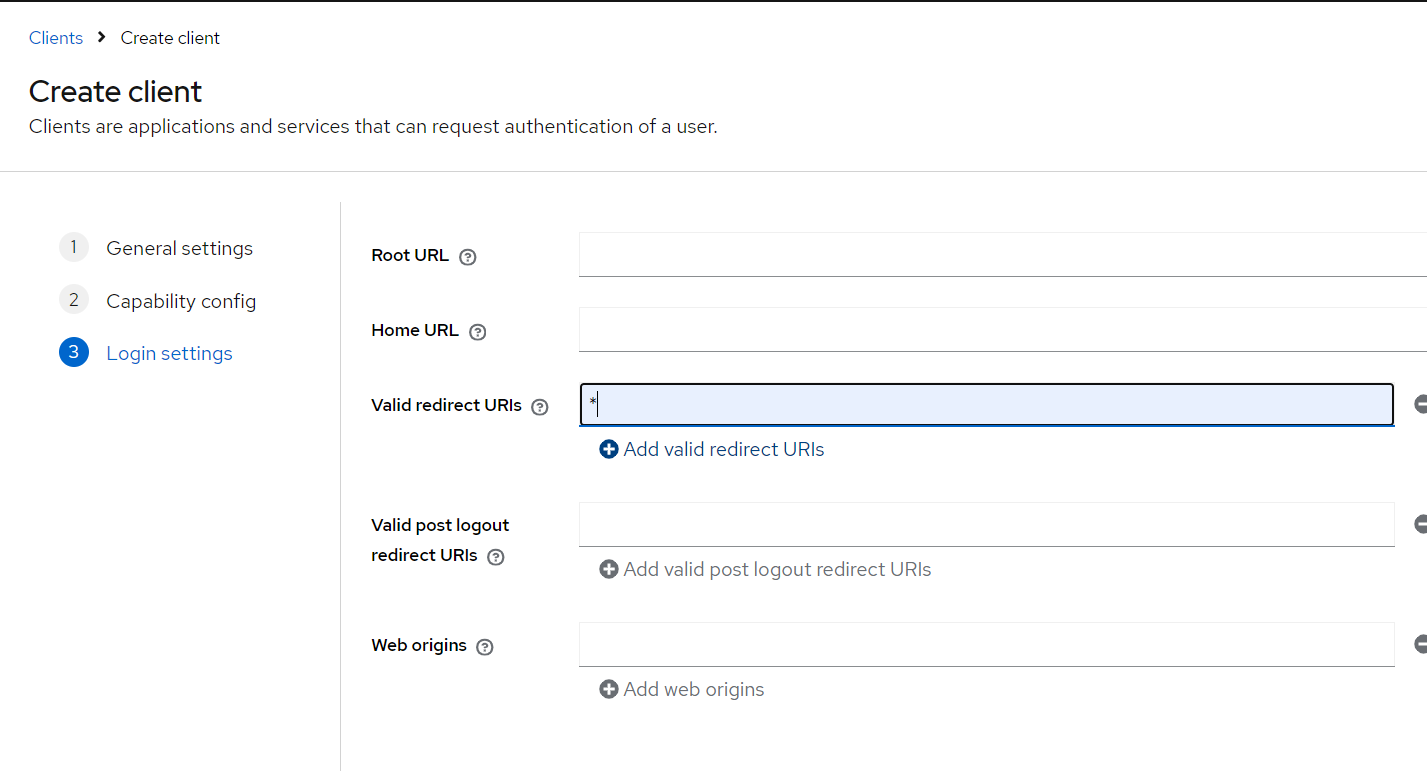 Clients > Create client
Create client
Clients are applications and services that can request authentication of a user.
1 General settings
2 Capability config
3 Login settings
Root URL ?
Home URL ?
Valid redirect URIs ? *
Add valid redirect URIs
Valid post logout
redirect URIs ?
Add valid post logout redirect URIs
Web origins ?
Add web origins